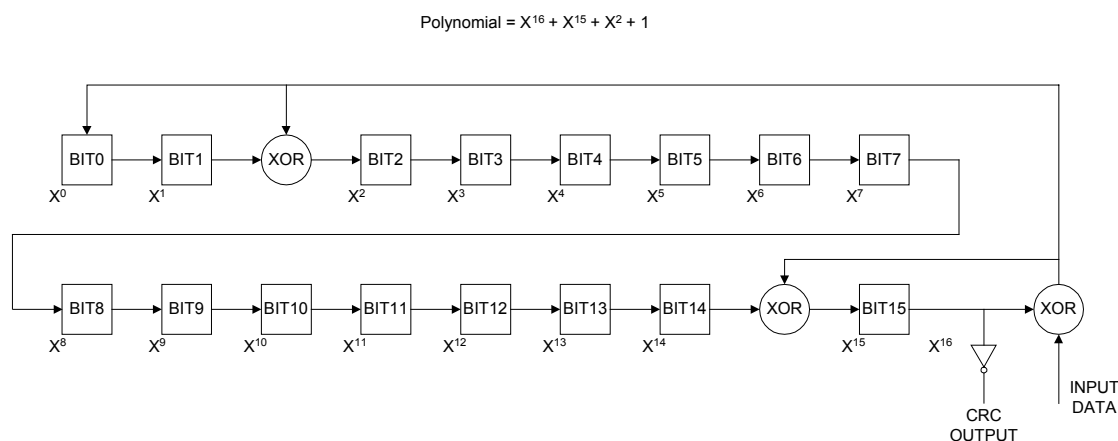 Polynomial = X¹⁶ + X¹⁵ + X² + 1
BIT0 BIT1 XOR BIT2 BIT3 BIT4 BIT5 BIT6 BIT7
X⁰ X¹ X² X³ X⁴ X⁵ X⁶ X⁷
BIT8 BIT9 BIT10 BIT11 BIT12 BIT13 BIT14 XOR BIT15 XOR
X⁸ X⁹ X¹⁰ X¹¹ X¹² X¹³ X¹⁴ X¹⁵ X¹⁶
INPUT
DATA
CRC
OUTPUT